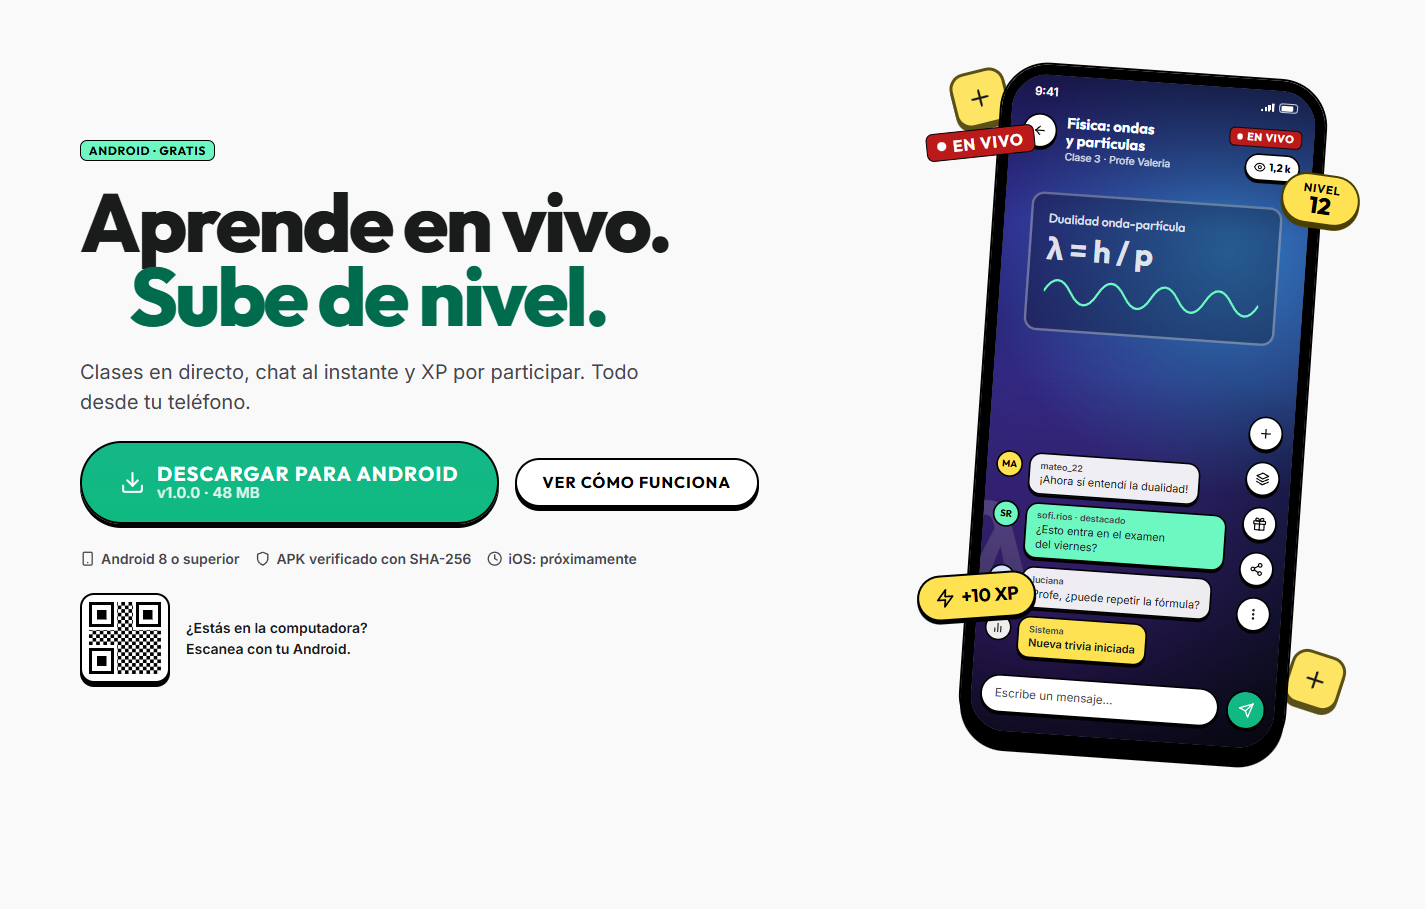 ANDROID · GRATIS
Aprende en vivo.
Sube de nivel.
Clases en directo, chat al instante y XP por participar. Todo
desde tu teléfono.
DESCARGAR PARA ANDROID
v1.0.0 · 48 MB
VER CÓMO FUNCIONA
Android 8 o superior
APK verificado con SHA-256
iOS: próximamente
¿Estás en la computadora?
Escanea con tu Android.
9:41
EN VIVO
Física: ondas
y partículas
Clase 3 · Profe Valeria
EN VIVO
1,2 k
NIVEL
12
Dualidad onda-partícula
λ = h / p
MA
mateo_22
¡Ahora sí entendí la dualidad!
SR
sofi.rios · destacado
¿Esto entra en el examen
del viernes?
luciana
Profe, ¿puede repetir la fórmula?
+10 XP
Sistema
Nueva trivia iniciada
Escribe un mensaje...